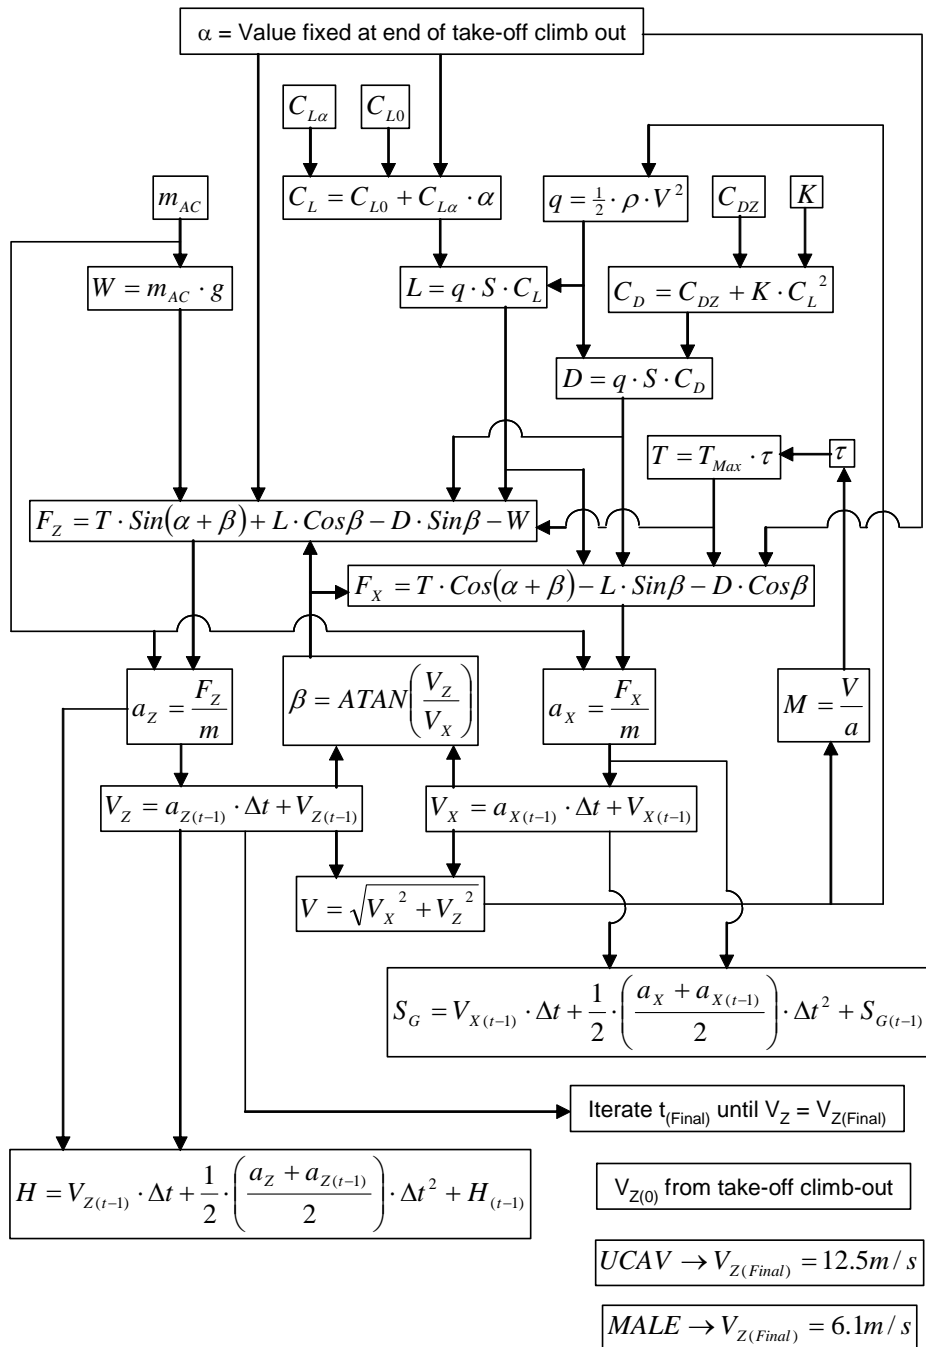 α = Value fixed at end of take-off climb out
C_{Lα}
C_{L0}
m_{AC}
C_L = C_{L0} + C_{Lα} · α
q = ½ · ρ · V²
C_{DZ}
K
W = m_{AC} · g
L = q · S · C_L
C_D = C_{DZ} + K · C_L²
D = q · S · C_D
T = T_{Max} · τ
τ
F_Z = T · Sin(α + β) + L · Cosβ − D · Sinβ − W
F_X = T · Cos(α + β) − L · Sinβ − D · Cosβ
a_Z = F_Z / m
β = ATAN(V_Z / V_X)
a_X = F_X / m
M = V / a
V_Z = a_{Z(t−1)} · Δt + V_{Z(t−1)}
V_X = a_{X(t−1)} · Δt + V_{X(t−1)}
V = √(V_X² + V_Z²)
S_G = V_{X(t−1)} · Δt + 1/2 · ((a_X + a_{X(t−1)}) / 2) · Δt² + S_{G(t−1)}
Iterate t_{(Final)} until V_Z = V_{Z(Final)}
H = V_{Z(t−1)} · Δt + 1/2 · ((a_Z + a_{Z(t−1)}) / 2) · Δt² + H_{(t−1)}
V_{Z(0)} from take-off climb-out
UCAV → V_{Z(Final)} = 12.5m/s
MALE → V_{Z(Final)} = 6.1m/s